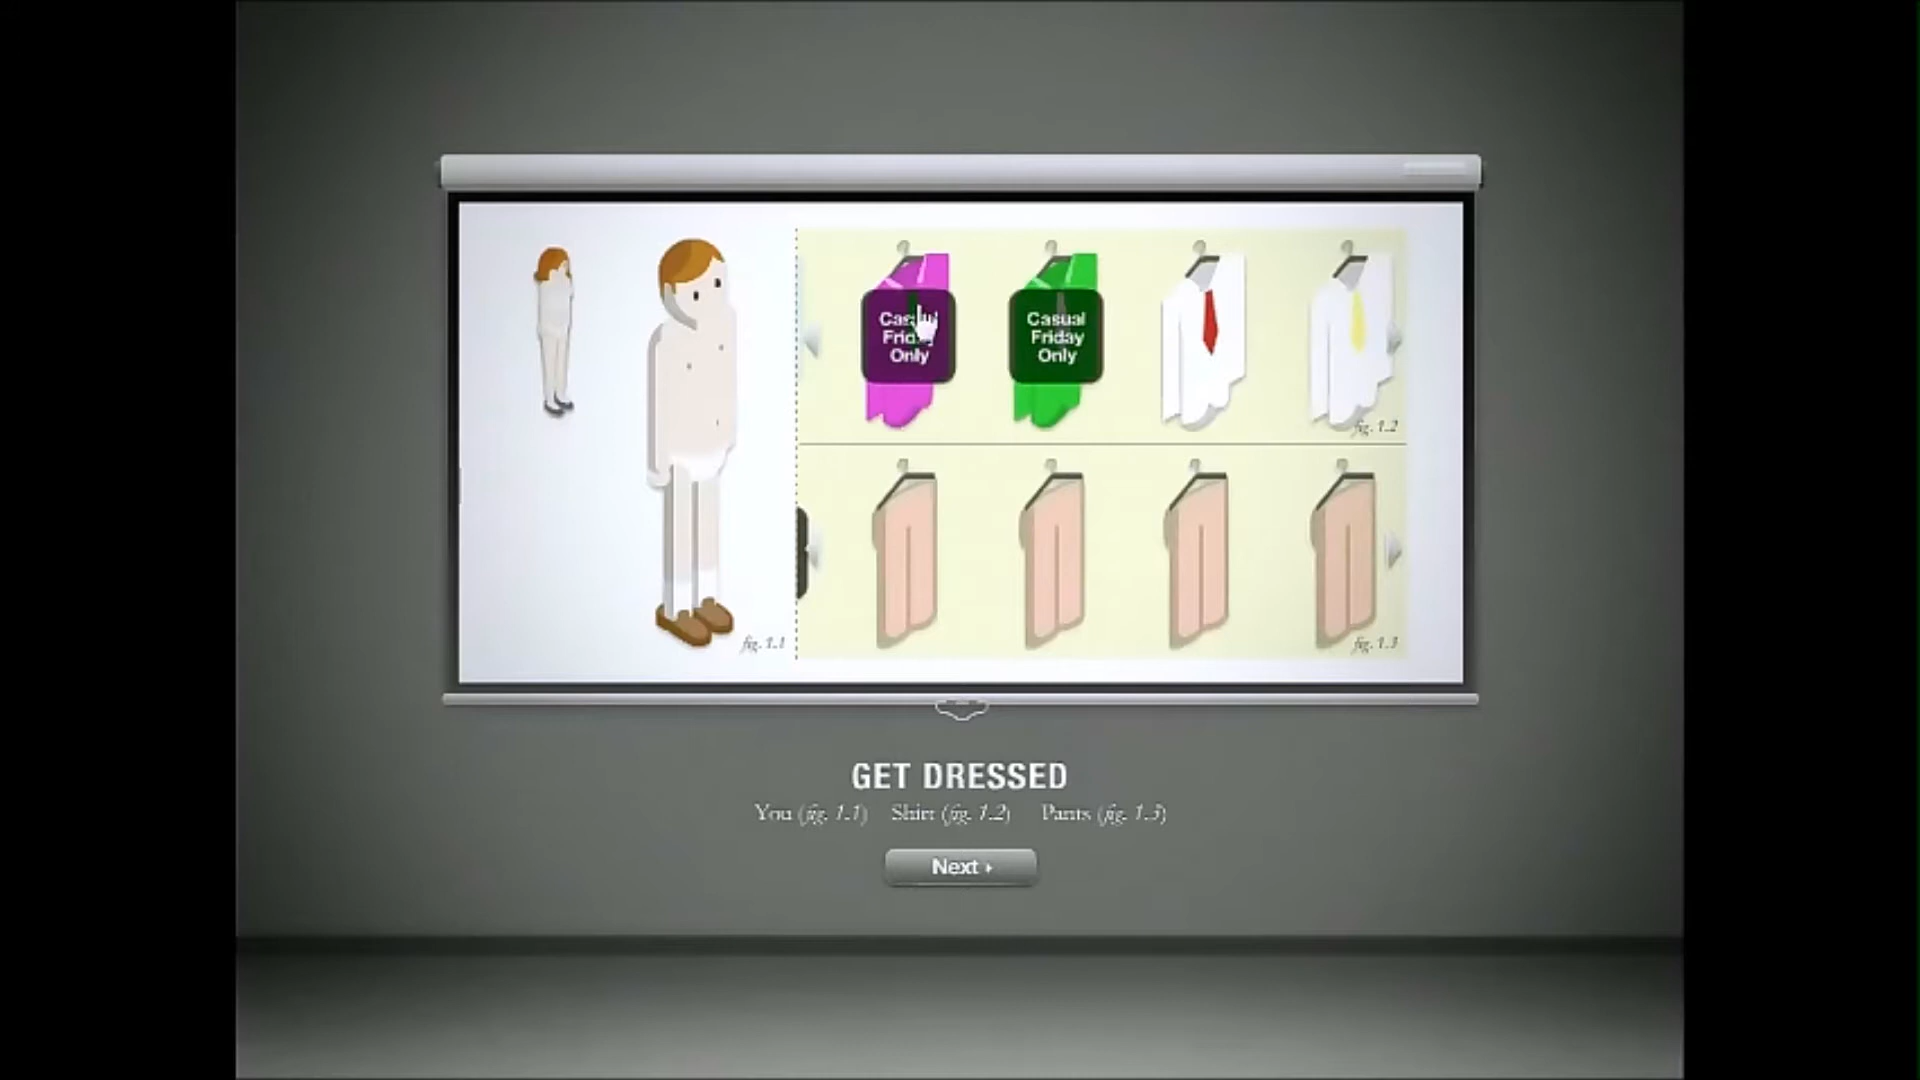 Casual
Friday
Only
Casual
Friday
Only
fig. 1.2
fig. 1.1
fig. 1.3
GET DRESSED
You (fig. 1.1) Shirt (fig. 1.2) Pants (fig. 1.3)
Next